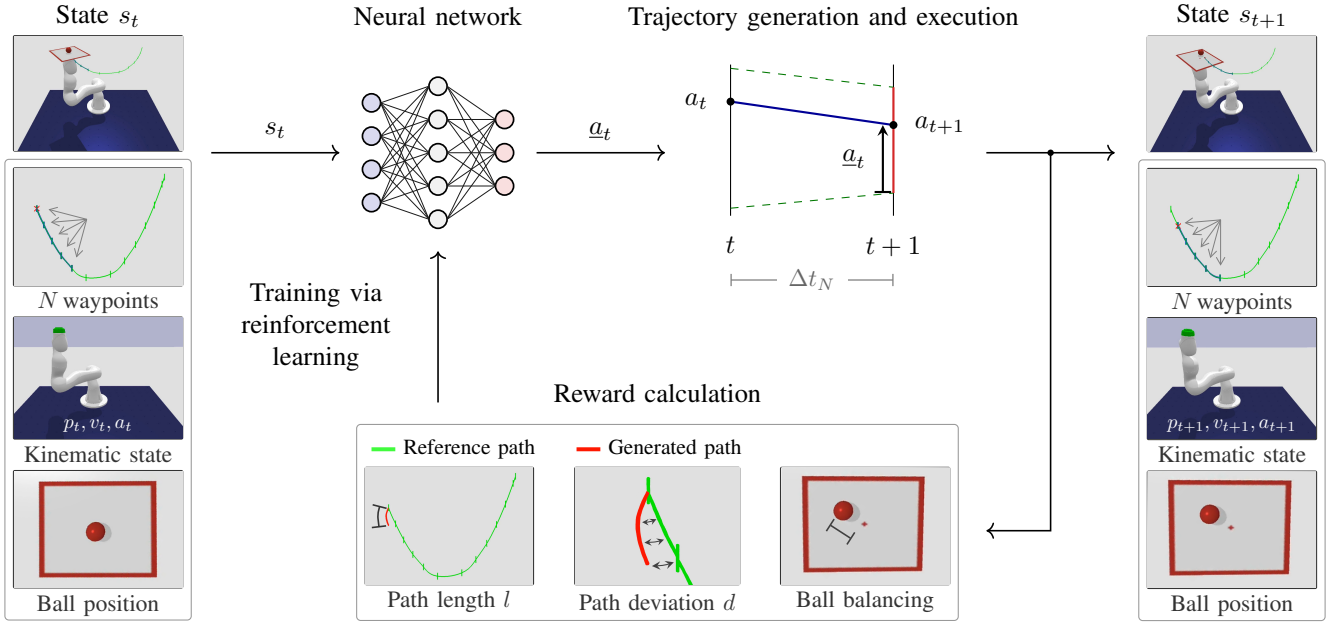 State $s_t$
Neural network
Trajectory generation and execution
State $s_{t+1}$
$s_t$
$\underline{a}_t$
$a_t$
$a_{t+1}$
$\underline{a}_t$
$t$
$t+1$
$\Delta t_N$
$N$ waypoints
$p_t, v_t, a_t$
Kinematic state
Ball position
Training via
reinforcement
learning
Reward calculation
Reference path
Generated path
Path length $l$
Path deviation $d$
Ball balancing
$N$ waypoints
$p_{t+1}, v_{t+1}, a_{t+1}$
Kinematic state
Ball position